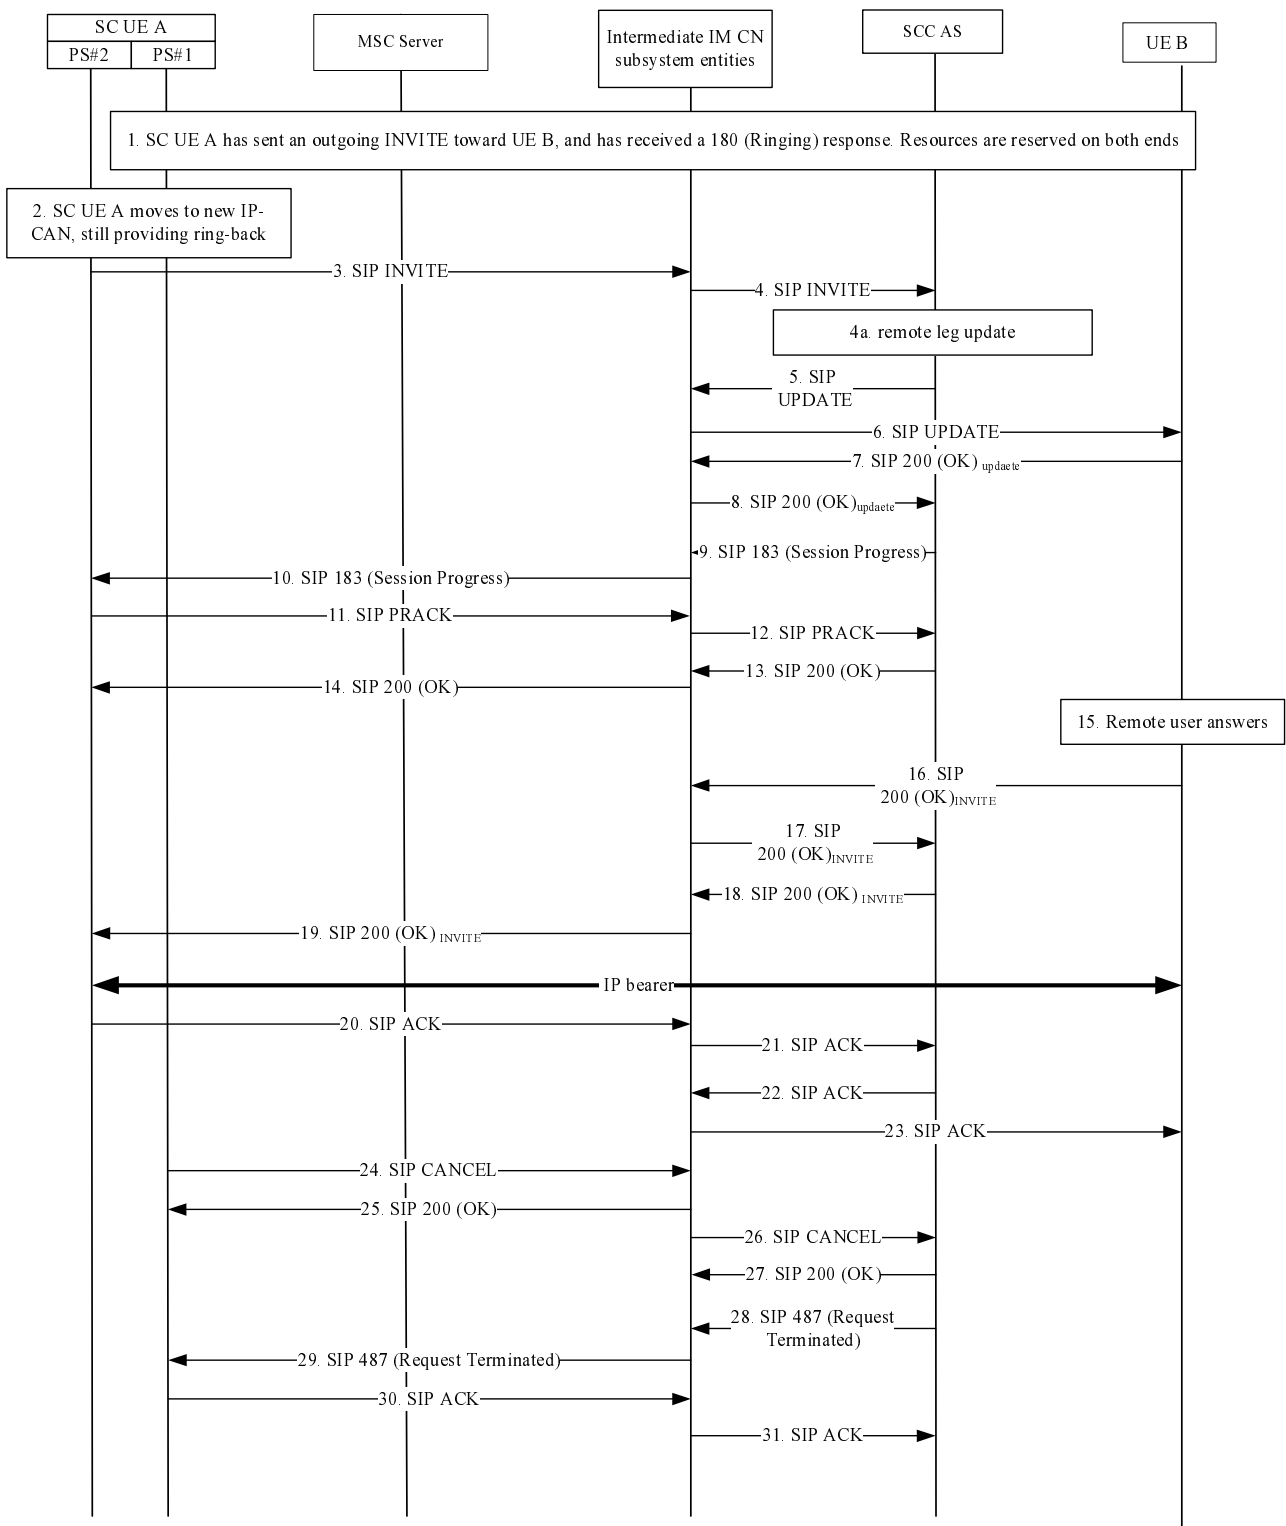 SC UE A
PS#2
PS#1
MSC Server
Intermediate IM CN
subsystem entities
SCC AS
UE B
1. SC UE A has sent an outgoing INVITE toward UE B, and has received a 180 (Ringing) response. Resources are reserved on both ends
2. SC UE A moves to new IP-
CAN, still providing ring-back
3. SIP INVITE
4. SIP INVITE
4a. remote leg update
5. SIP
UPDATE
6. SIP UPDATE
7. SIP 200 (OK) updaete
8. SIP 200 (OK)updaete
9. SIP 183 (Session Progress)
10. SIP 183 (Session Progress)
11. SIP PRACK
12. SIP PRACK
13. SIP 200 (OK)
14. SIP 200 (OK)
15. Remote user answers
16. SIP
200 (OK)INVITE
17. SIP
200 (OK)INVITE
18. SIP 200 (OK) INVITE
19. SIP 200 (OK) INVITE
IP bearer
20. SIP ACK
21. SIP ACK
22. SIP ACK
23. SIP ACK
24. SIP CANCEL
25. SIP 200 (OK)
26. SIP CANCEL
27. SIP 200 (OK)
28. SIP 487 (Request
Terminated)
29. SIP 487 (Request Terminated)
30. SIP ACK
31. SIP ACK